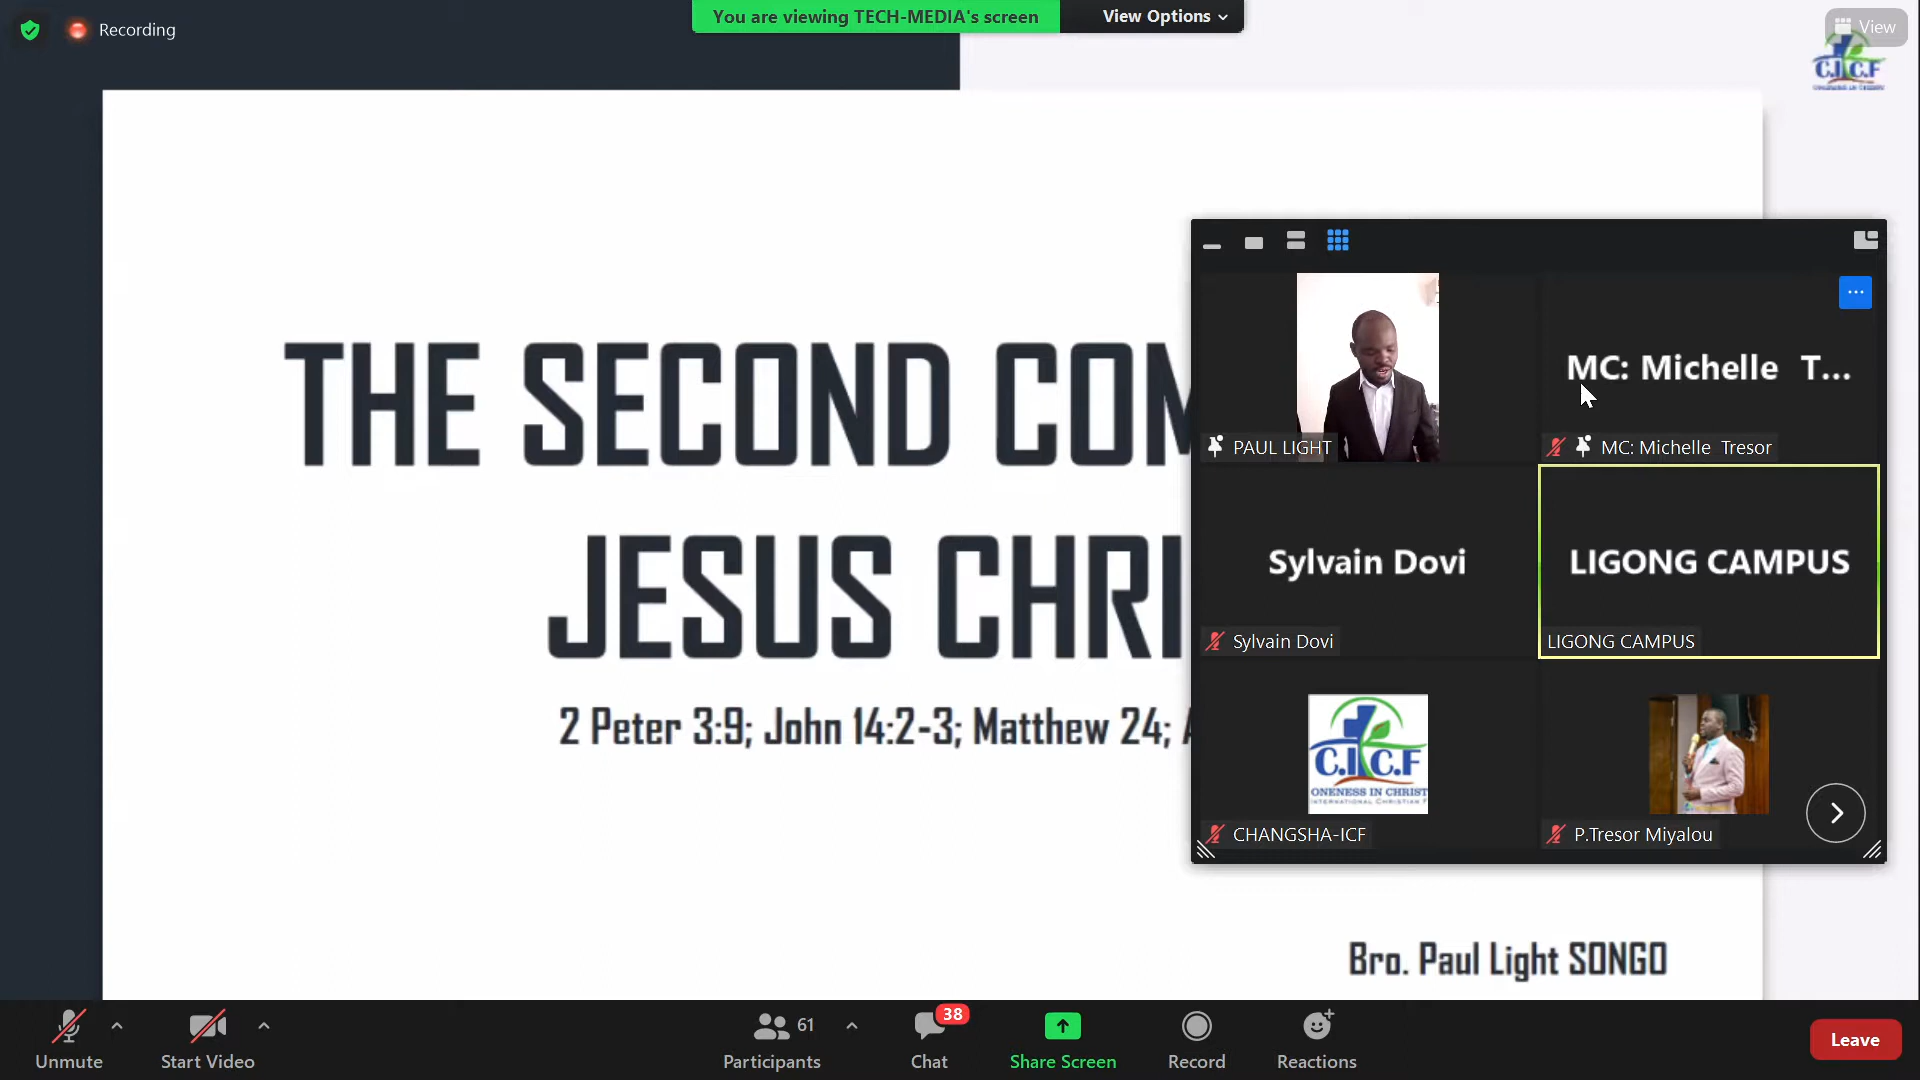 Recording
You are viewing TECH-MEDIA's screen
View Options
View
C.I.C.F
THE SECOND COM
JESUS CHRI
2 Peter 3:9; John 14:2-3; Matthew 24; A
Bro. Paul Light SONGO
PAUL LIGHT
MC: Michelle T...
MC: Michelle Tresor
Sylvain Dovi
Sylvain Dovi
LIGONG CAMPUS
LIGONG CAMPUS
C.I.C.F
ONENESS IN CHRIST
INTERNATIONAL CHRISTIAN F
CHANGSHA-ICF
P.Tresor Miyalou
Unmute
Start Video
61
Participants
38
Chat
Share Screen
Record
Reactions
Leave